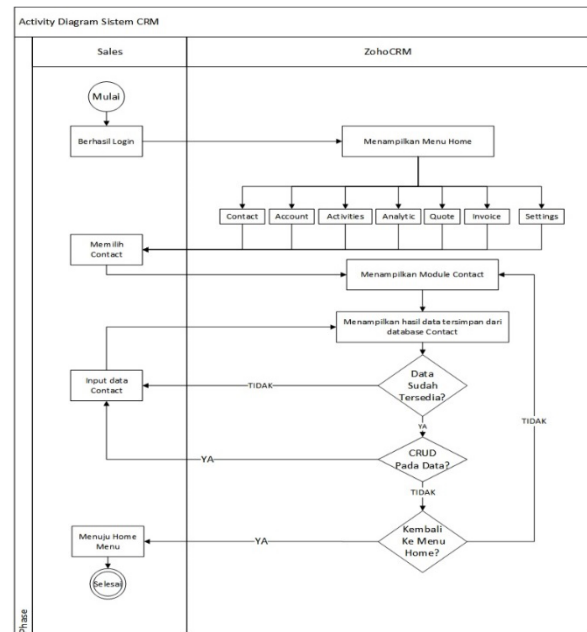 Activity Diagram Sistem CRM
Sales
ZohoCRM
Mulai
Berhasil Login
Menampilkan Menu Home
Contact
Account
Activities
Analytic
Quote
Invoice
Settings
Memilih
Contact
Menampilkan Module Contact
Menampilkan hasil data tersimpan dari
database Contact
Input data
Contact
TIDAK
Data
Sudah
Tersedia?
TIDAK
YA
YA
CRUD
Pada Data?
TIDAK
Menuju Home
Menu
YA
Kembali
Ke Menu
Home?
Selesai
Phase